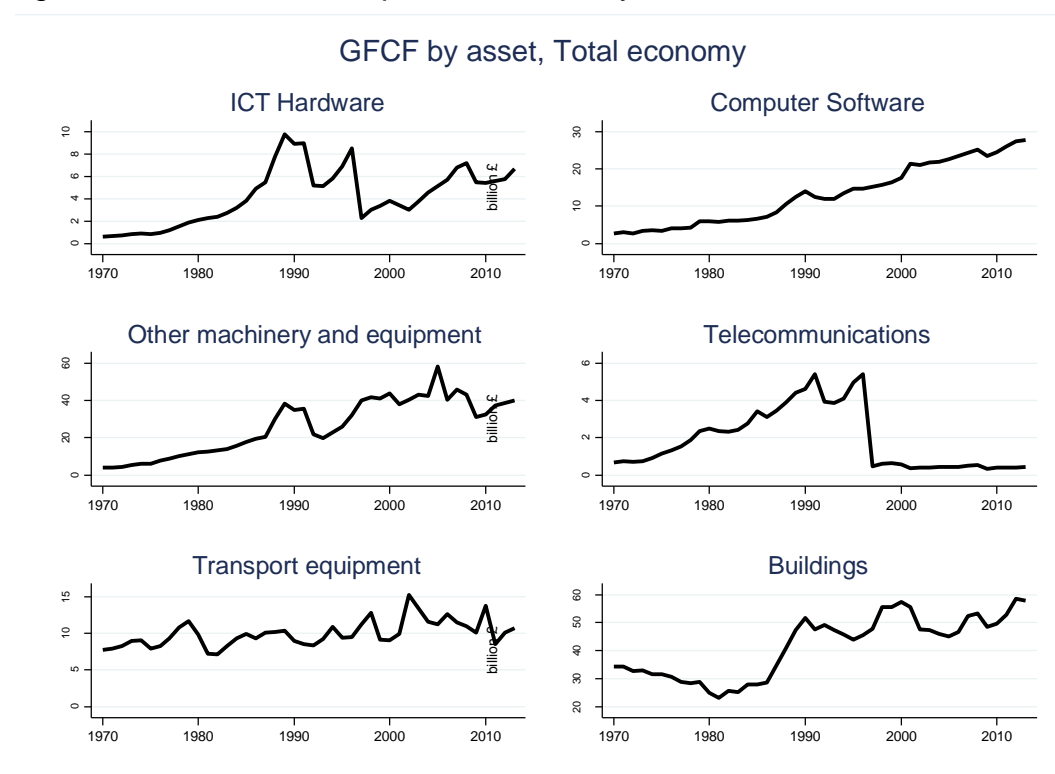 GFCF by asset, Total economy
ICT Hardware
10
8
6
4
2
0
billion £
1970 1980 1990 2000 2010
Computer Software
30
20
10
0
1970 1980 1990 2000 2010
Other machinery and equipment
60
40
20
0
billion £
1970 1980 1990 2000 2010
Telecommunications
6
4
2
0
1970 1980 1990 2000 2010
Transport equipment
15
10
5
0
billion £
1970 1980 1990 2000 2010
Buildings
60
50
40
30
20
1970 1980 1990 2000 2010